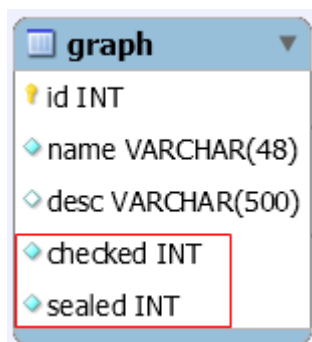 graph
id INT
name VARCHAR(48)
desc VARCHAR(500)
checked INT
sealed INT